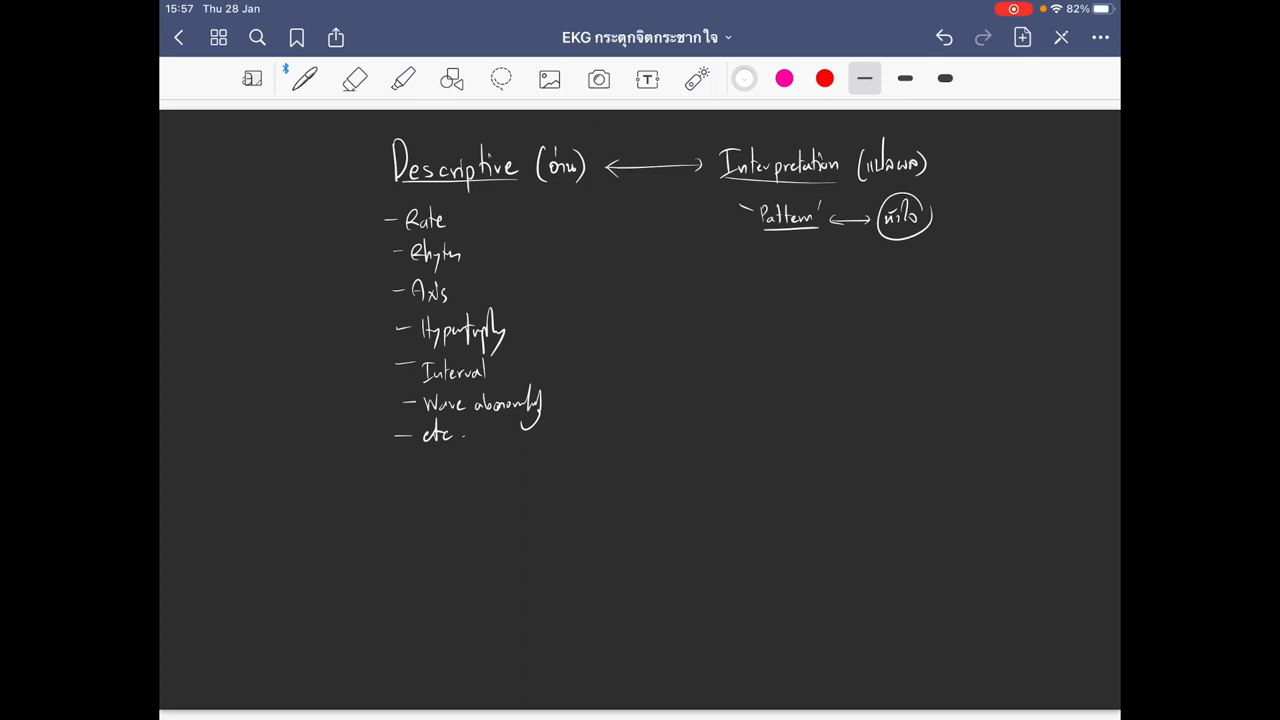 15:57 Thu 28 Jan 82%
EKG กระตุกจิตกระชากใจ
T
Descriptive (อ่าน) ⟷ Interpretation (แปลผล)
- Rate
"Pattern" ⟷ หัวใจ
- Rhythm
- Axis
- Hypertrophy
- Interval
- Wave abnormality
- etc.